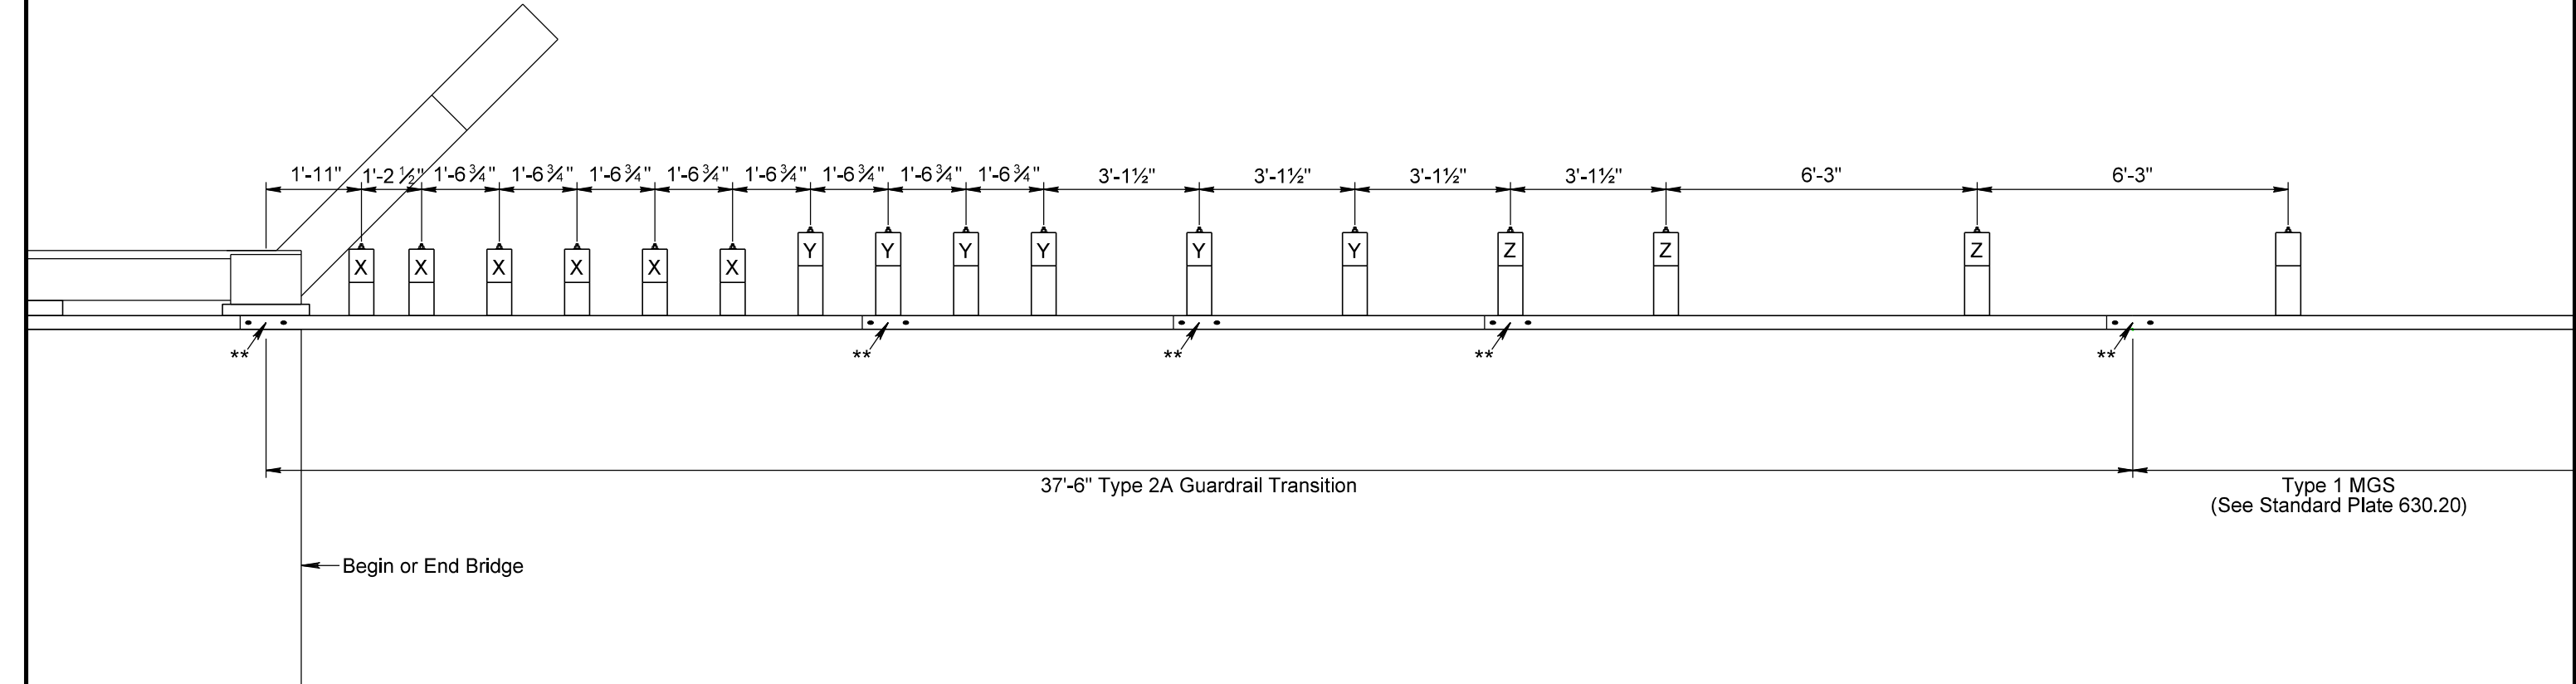 1'-11" 1'-2 ½" 1'-6 ¾" 1'-6 ¾" 1'-6 ¾" 1'-6 ¾" 1'-6 ¾" 1'-6 ¾" 1'-6 ¾" 1'-6 ¾" 3'-1½" 3'-1½" 3'-1½" 3'-1½" 6'-3" 6'-3"
X X X X X X Y Y Y Y Y Y Z Z Z
** ** ** ** **
37'-6" Type 2A Guardrail Transition
Type 1 MGS
(See Standard Plate 630.20)
Begin or End Bridge